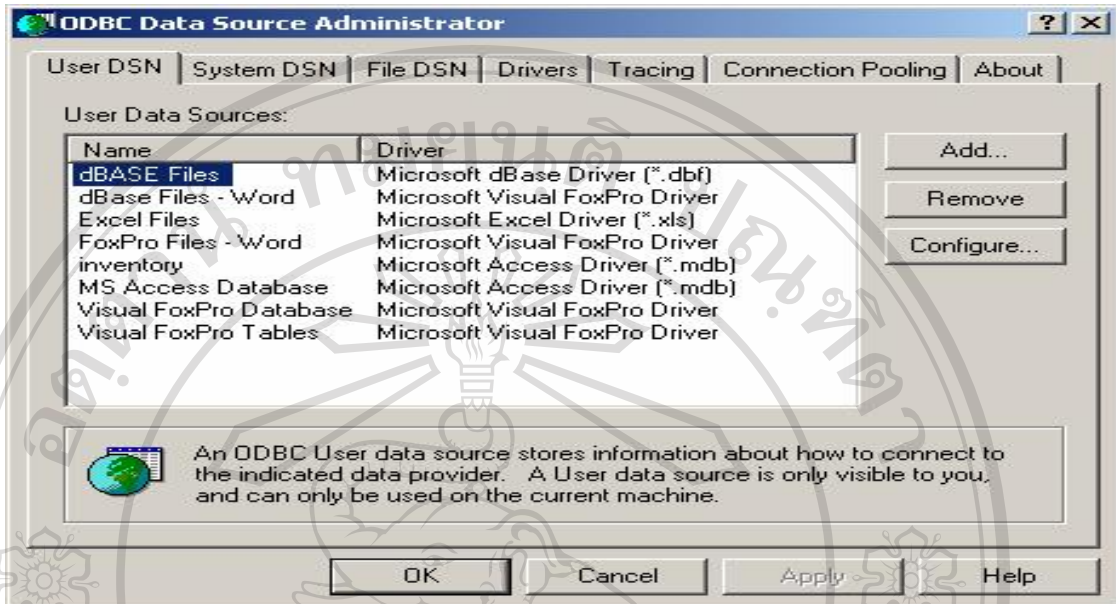 ODBC Data Source Administrator
User DSN System DSN File DSN Drivers Tracing Connection Pooling About
User Data Sources:
Name Driver
dBASE Files Microsoft dBase Driver (*.dbf)
dBase Files - Word Microsoft Visual FoxPro Driver
Excel Files Microsoft Excel Driver (*.xls)
FoxPro Files - Word Microsoft Visual FoxPro Driver
inventory Microsoft Access Driver (*.mdb)
MS Access Database Microsoft Access Driver (*.mdb)
Visual FoxPro Database Microsoft Visual FoxPro Driver
Visual FoxPro Tables Microsoft Visual FoxPro Driver
Add...
Remove
Configure...
An ODBC User data source stores information about how to connect to
the indicated data provider. A User data source is only visible to you,
and can only be used on the current machine.
OK Cancel Apply Help